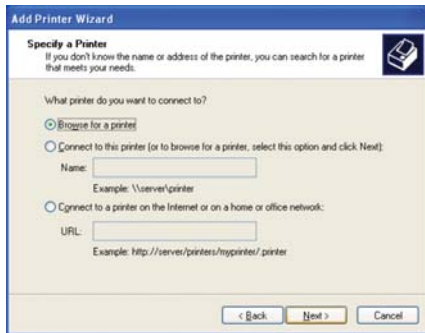 Add Printer Wizard
Specify a Printer
If you don't know the name or address of the printer, you can search for a printer
that meets your needs.
What printer do you want to connect to?
Browse for a printer
Connect to this printer (or to browse for a printer, select this option and click Next):
Name:
Example: \\server\printer
Connect to a printer on the Internet or on a home or office network:
URL:
Example: http://server/printers/myprinter/.printer
< Back
Next >
Cancel